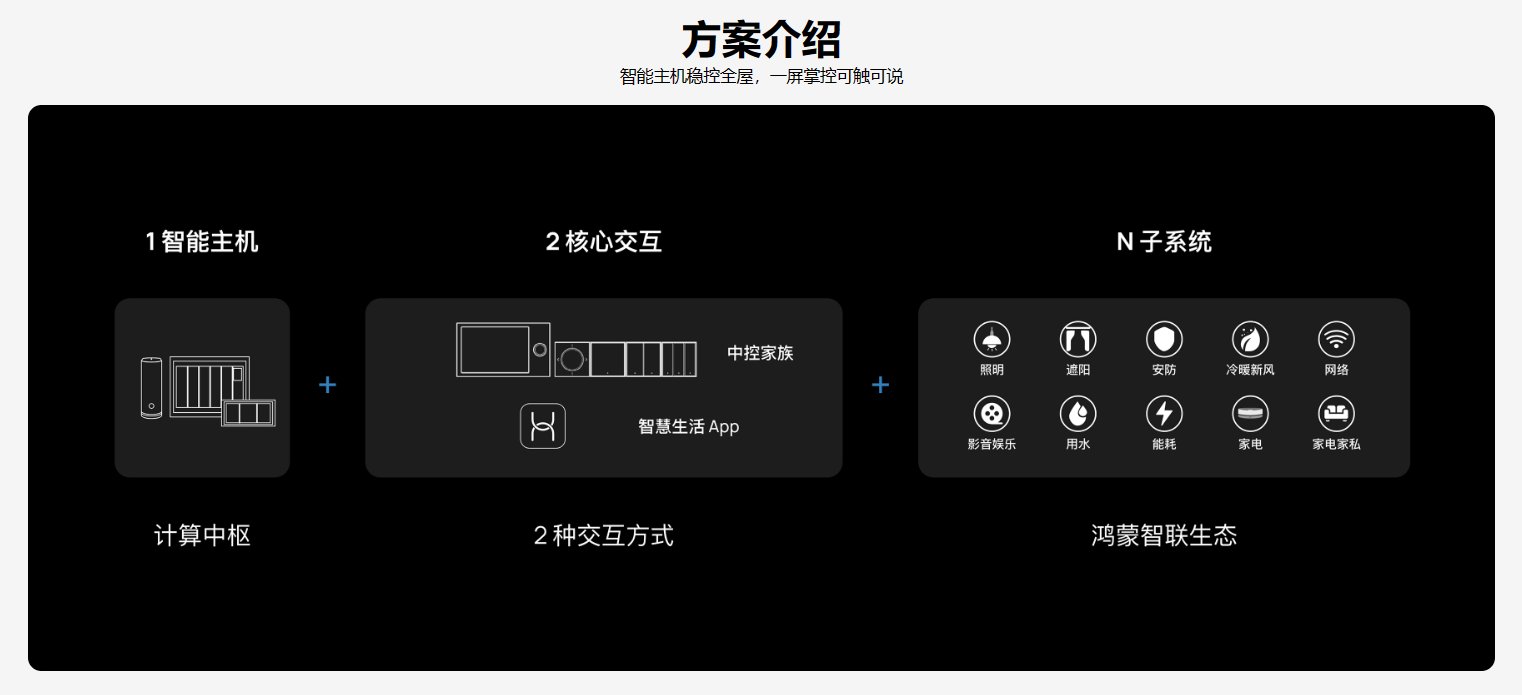 方案介绍
智能主机稳控全屋，一屏掌控可触可说
1 智能主机
2 核心交互
N 子系统
中控家族
智慧生活 App
照明
遮阳
安防
冷暖新风
网络
影音娱乐
用水
能耗
家电
家电家私
计算中枢
2 种交互方式
鸿蒙智联生态